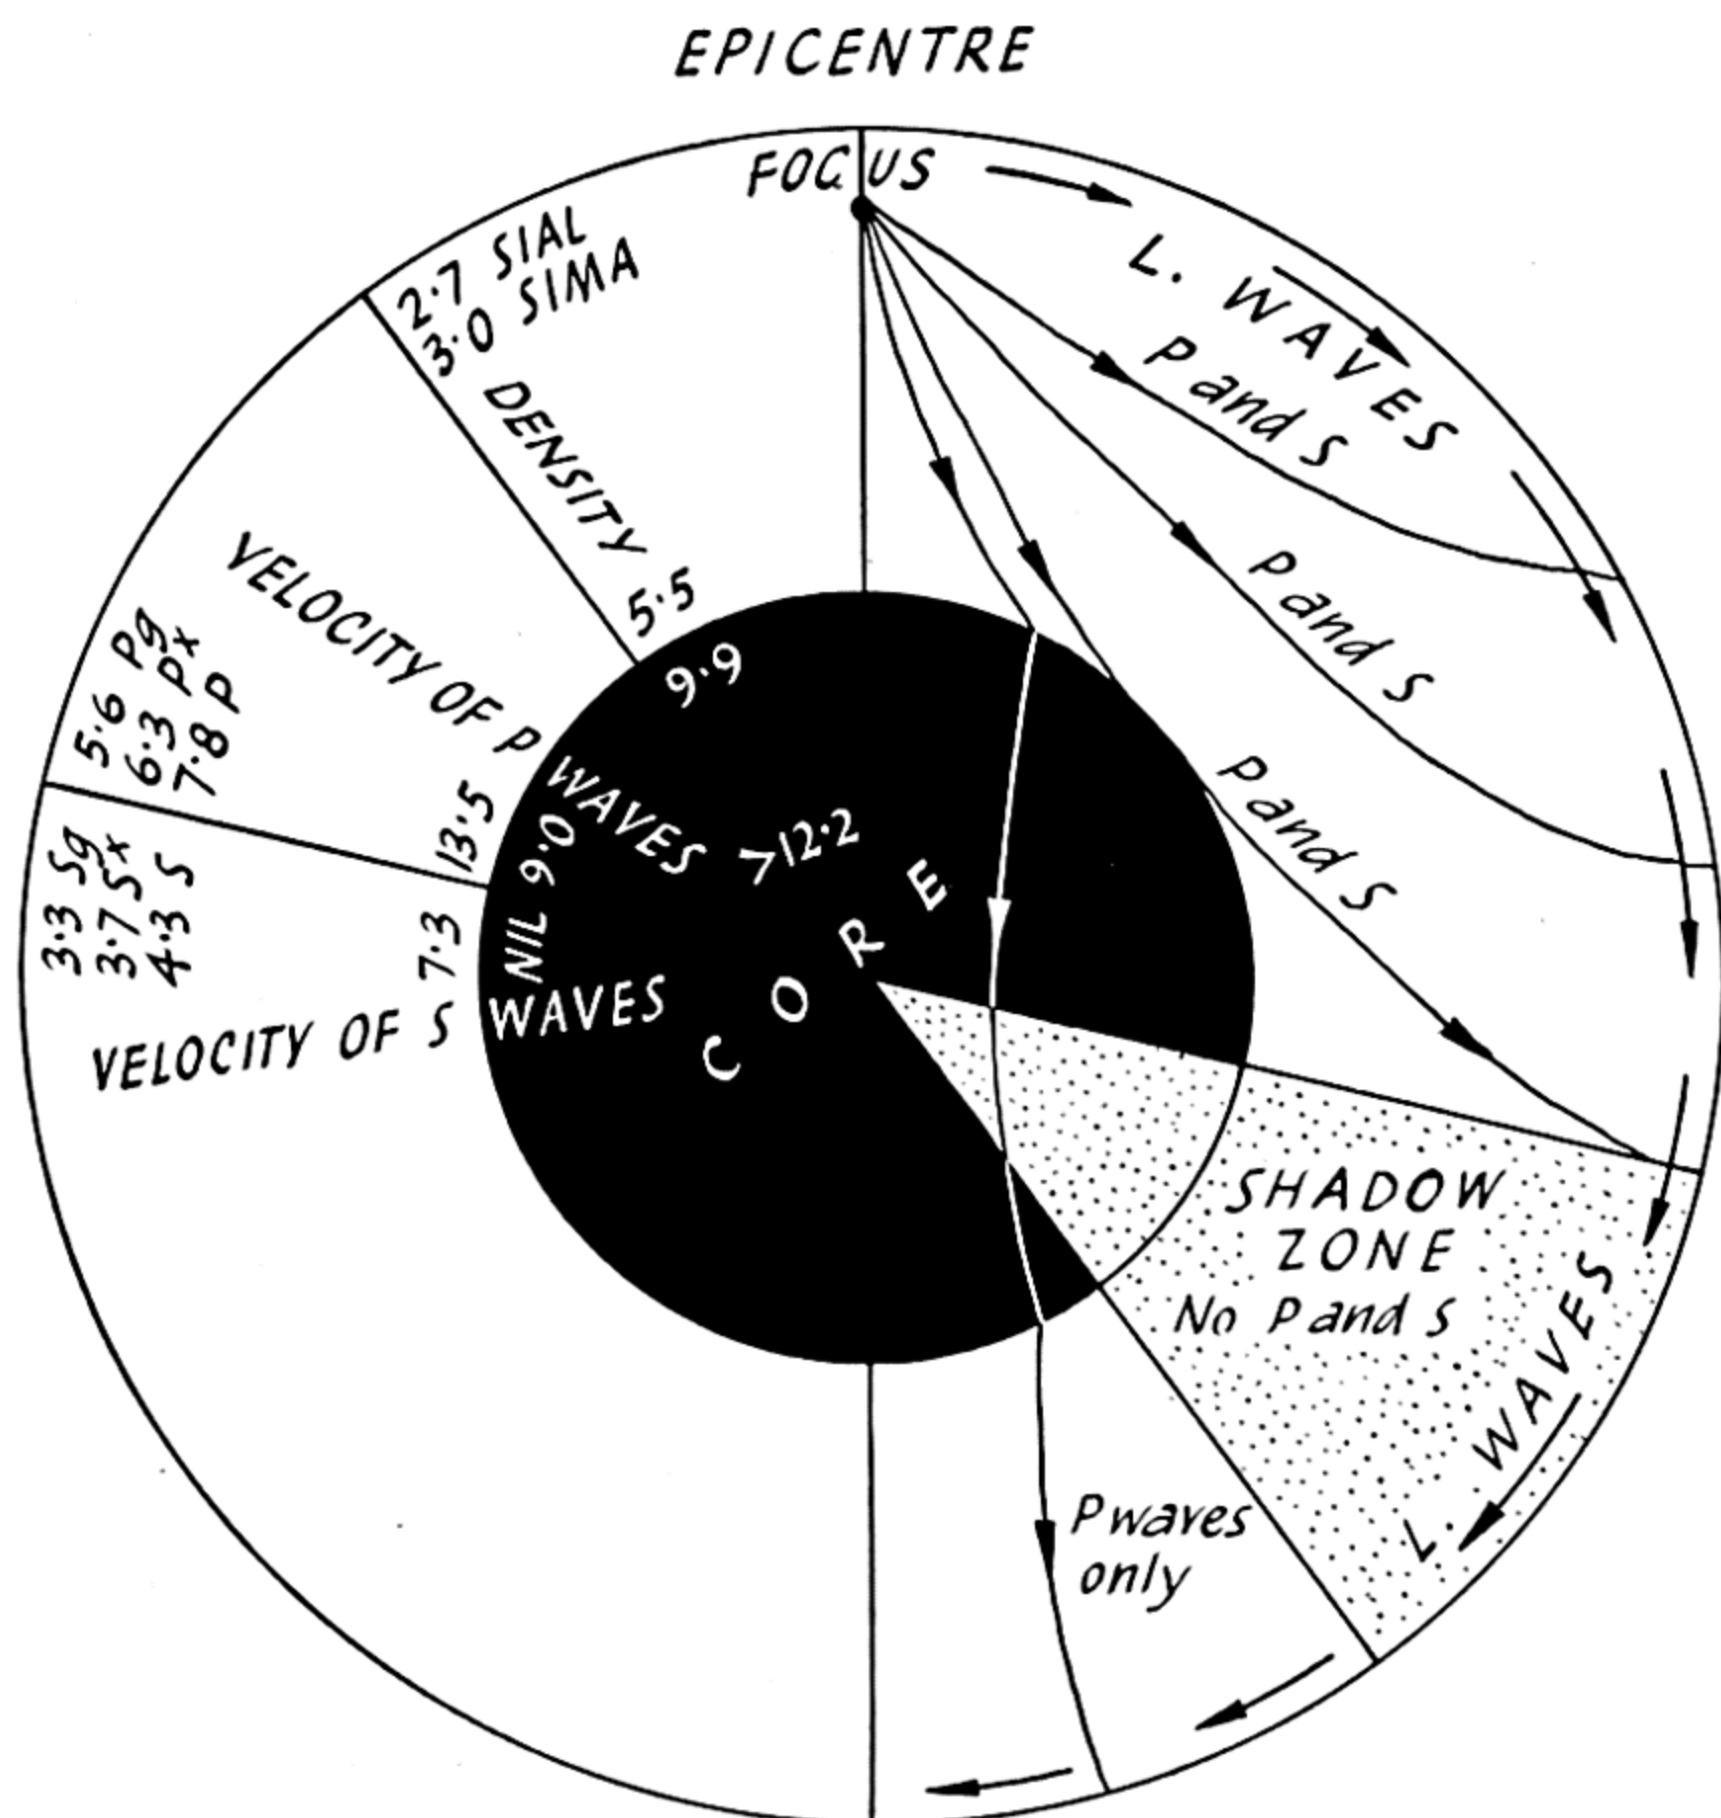 EPICENTRE
FOCUS
2·7 SIAL
3·0 SIMA
DENSITY
5·5
9·9
L. WAVES
P and S
P and S
P and S
VELOCITY OF P WAVES
5·6 Pg
6·3 Px
7·8 P
13·5
9·0
>12·2
3·3 Sg
3·7 Sx
4·3 S
7·3
NIL
VELOCITY OF S WAVES
CORE
SHADOW
ZONE
No P and S
L. WAVES
P waves
only